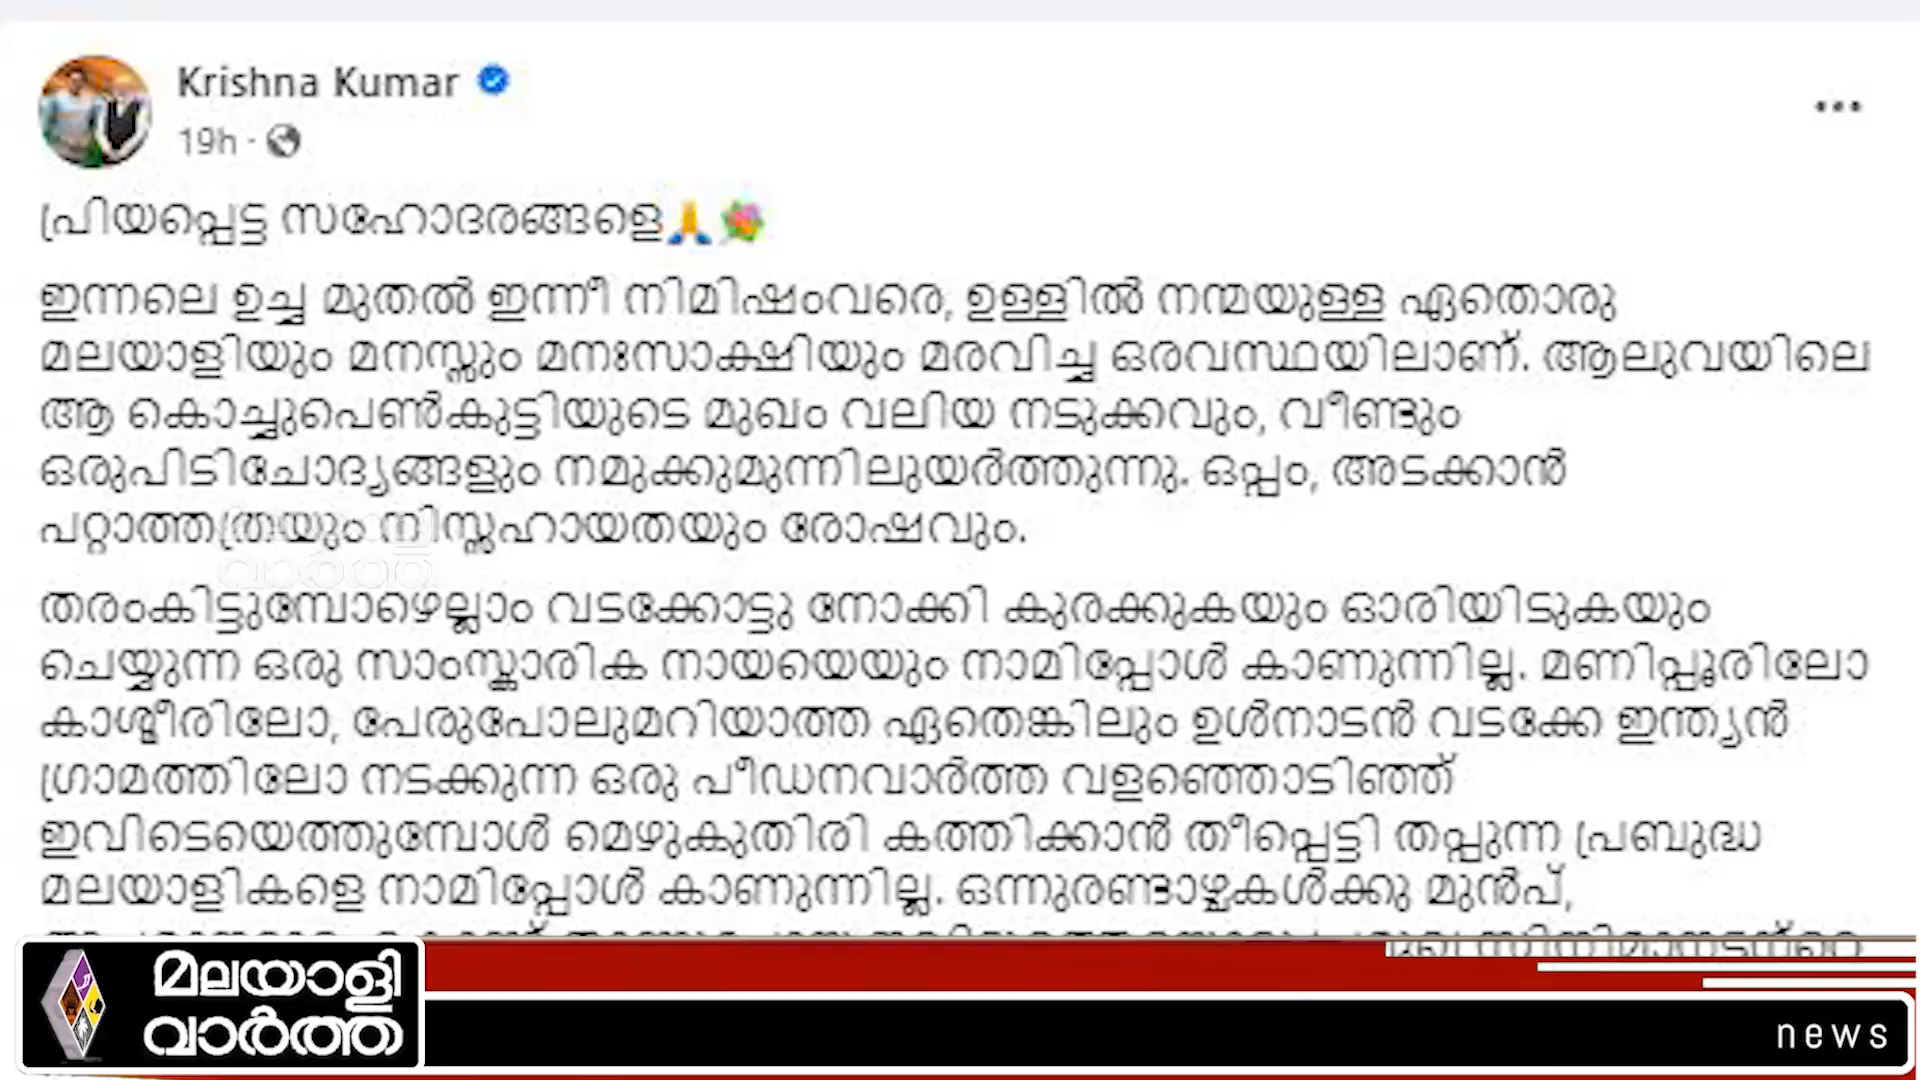 Krishna Kumar
19h ·
പ്രിയപ്പെട്ട സഹോദരങ്ങളെ🙏💐
ഇന്നലെ ഉച്ച മുതൽ ഇന്നീ നിമിഷംവരെ, ഉള്ളിൽ നന്മയുള്ള ഏതൊരു
മലയാളിയും മനസ്സും മനഃസാക്ഷിയും മരവിച്ച ഒരവസ്ഥയിലാണ്. ആലുവയിലെ
ആ കൊച്ചുപെൺകുട്ടിയുടെ മുഖം വലിയ നടുക്കവും, വീണ്ടും
ഒരുപിടിചോദ്യങ്ങളും നമുക്കുമുന്നിലുയർത്തുന്നു. ഒപ്പം, അടക്കാൻ
പറ്റാത്തത്രയും നിസ്സഹായതയും രോഷവും.
തരംകിട്ടുമ്പോഴെല്ലാം വടക്കോട്ടു നോക്കി കുരക്കുകയും ഓരിയിടുകയും
ചെയ്യുന്ന ഒരു സാംസ്കാരിക നായയെയും നാമിപ്പോൾ കാണുന്നില്ല. മണിപ്പൂരിലോ
കാശ്മീരിലോ, പേരുപോലുമറിയാത്ത ഏതെങ്കിലും ഉൾനാടൻ വടക്കേ ഇന്ത്യൻ
ഗ്രാമത്തിലോ നടക്കുന്ന ഒരു പീഡനവാർത്ത വളഞ്ഞൊടിഞ്ഞ്
ഇവിടെയെത്തുമ്പോൾ മെഴുകുതിരി കത്തിക്കാൻ തീപ്പെട്ടി തപ്പുന്ന പ്രബുദ്ധ
മലയാളികളെ നാമിപ്പോൾ കാണുന്നില്ല. ഒന്നുരണ്ടാഴ്ചകൾക്കു മുൻപ്,
മലയാളി
വാർത്ത
news